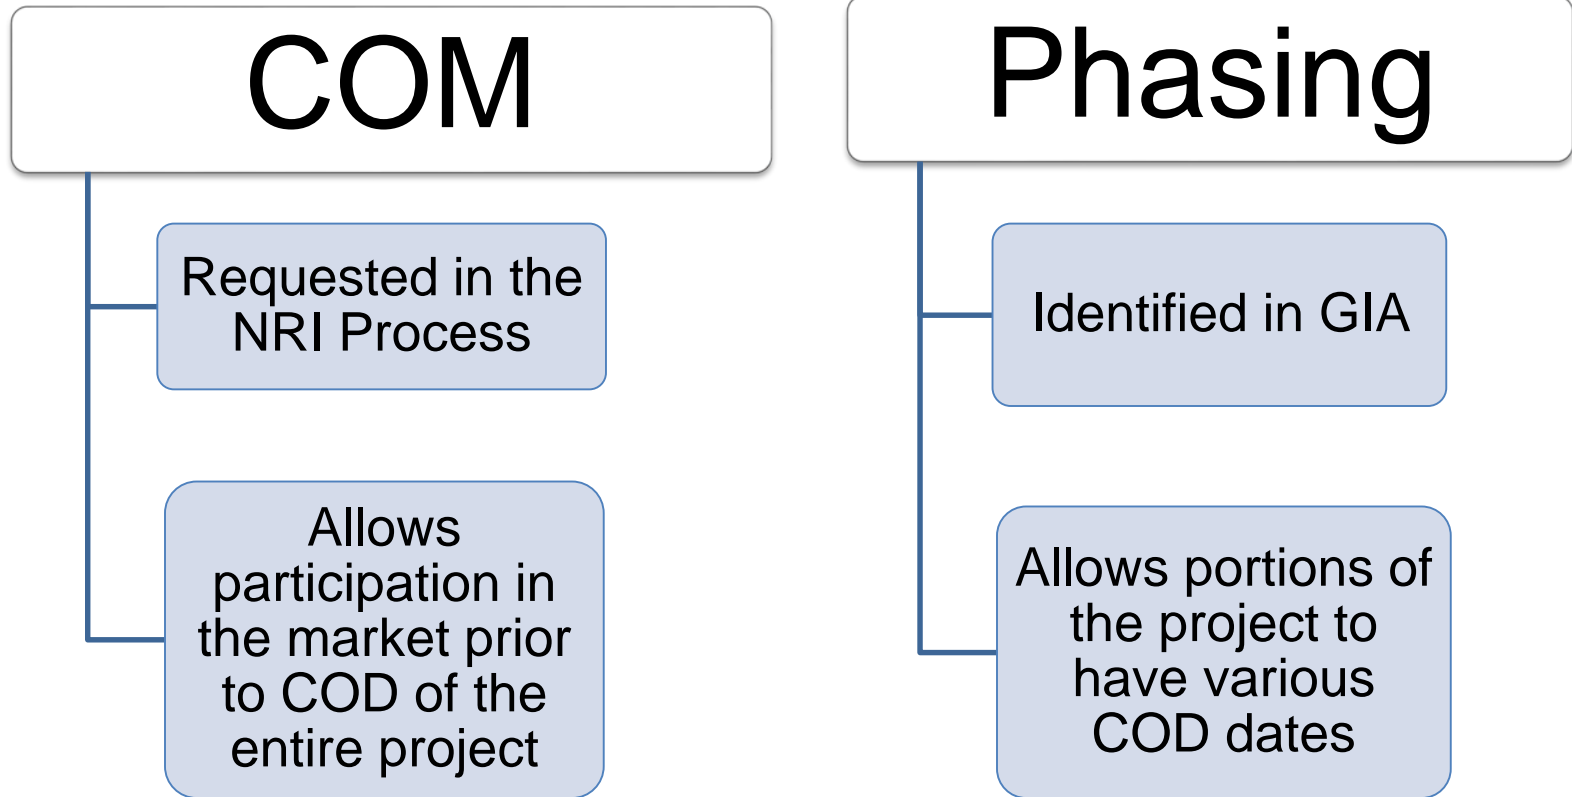 COM
Requested in the
NRI Process
Allows
participation in
the market prior
to COD of the
entire project
Phasing
Identified in GIA
Allows portions of
the project to
have various
COD dates